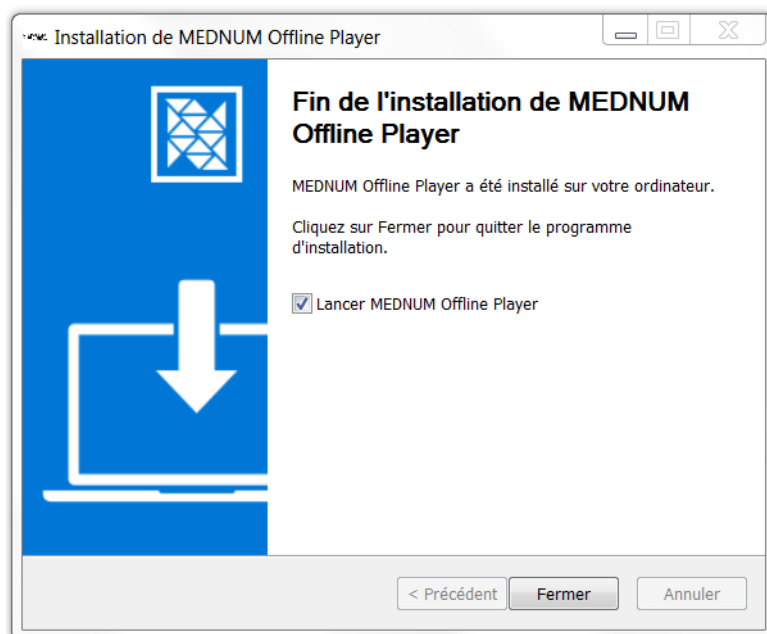 Installation de MEDNUM Offline Player
Fin de l'installation de MEDNUM
Offline Player
MEDNUM Offline Player a été installé sur votre ordinateur.
Cliquez sur Fermer pour quitter le programme
d'installation.
Lancer MEDNUM Offline Player
< Précédent Fermer Annuler